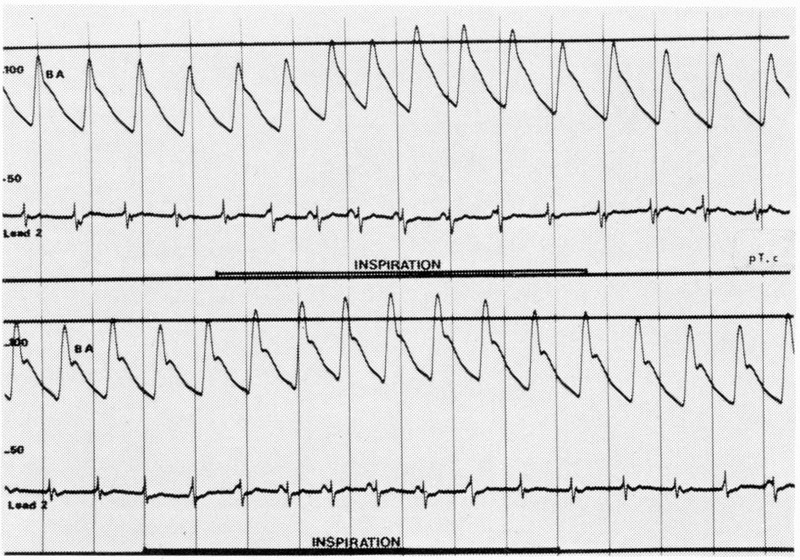 .100
BA
.50
Lead 2
INSPIRATION
pT.c
.100
BA
.50
Lead 2
INSPIRATION